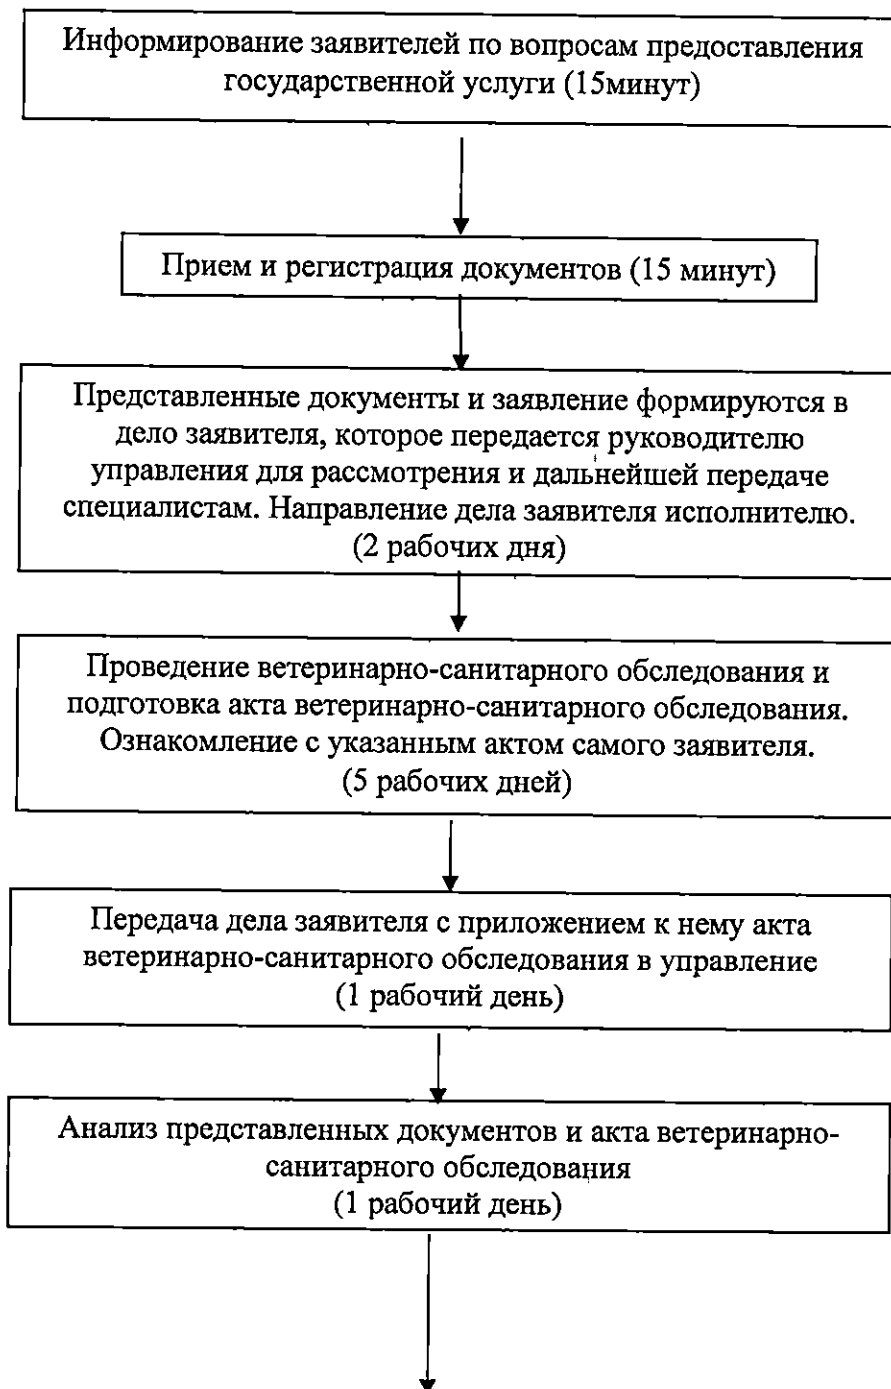 Информирование заявителей по вопросам предоставления
государственной услуги (15минут)
Прием и регистрация документов (15 минут)
Представленные документы и заявление формируются в
дело заявителя, которое передается руководителю
управления для рассмотрения и дальнейшей передаче
специалистам. Направление дела заявителя исполнителю.
(2 рабочих дня)
Проведение ветеринарно-санитарного обследования и
подготовка акта ветеринарно-санитарного обследования.
Ознакомление с указанным актом самого заявителя.
(5 рабочих дней)
Передача дела заявителя с приложением к нему акта
ветеринарно-санитарного обследования в управление
(1 рабочий день)
Анализ представленных документов и акта ветеринарно-
санитарного обследования
(1 рабочий день)